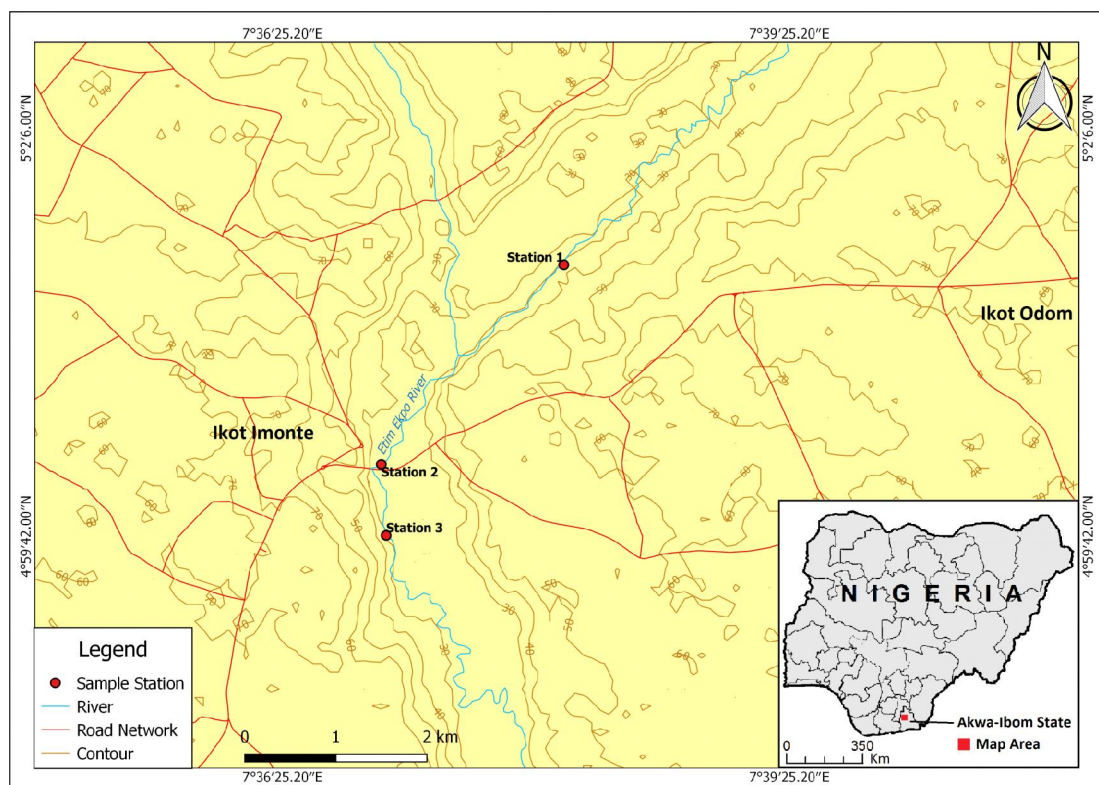 7°36′25.20″E
7°39′25.20″E
5°2′6.00″N
5°2′6.00″N
N
Station 1
Ikot Odom
Etim Ekpo River
Ikot Imonte
Station 2
Station 3
4°59′42.00″N
4°59′42.00″N
Legend
Sample Station
River
Road Network
Contour
0 1 2 km
NIGERIA
Akwa-Ibom State
Map Area
0 350
Km
7°36′25.20″E
7°39′25.20″E